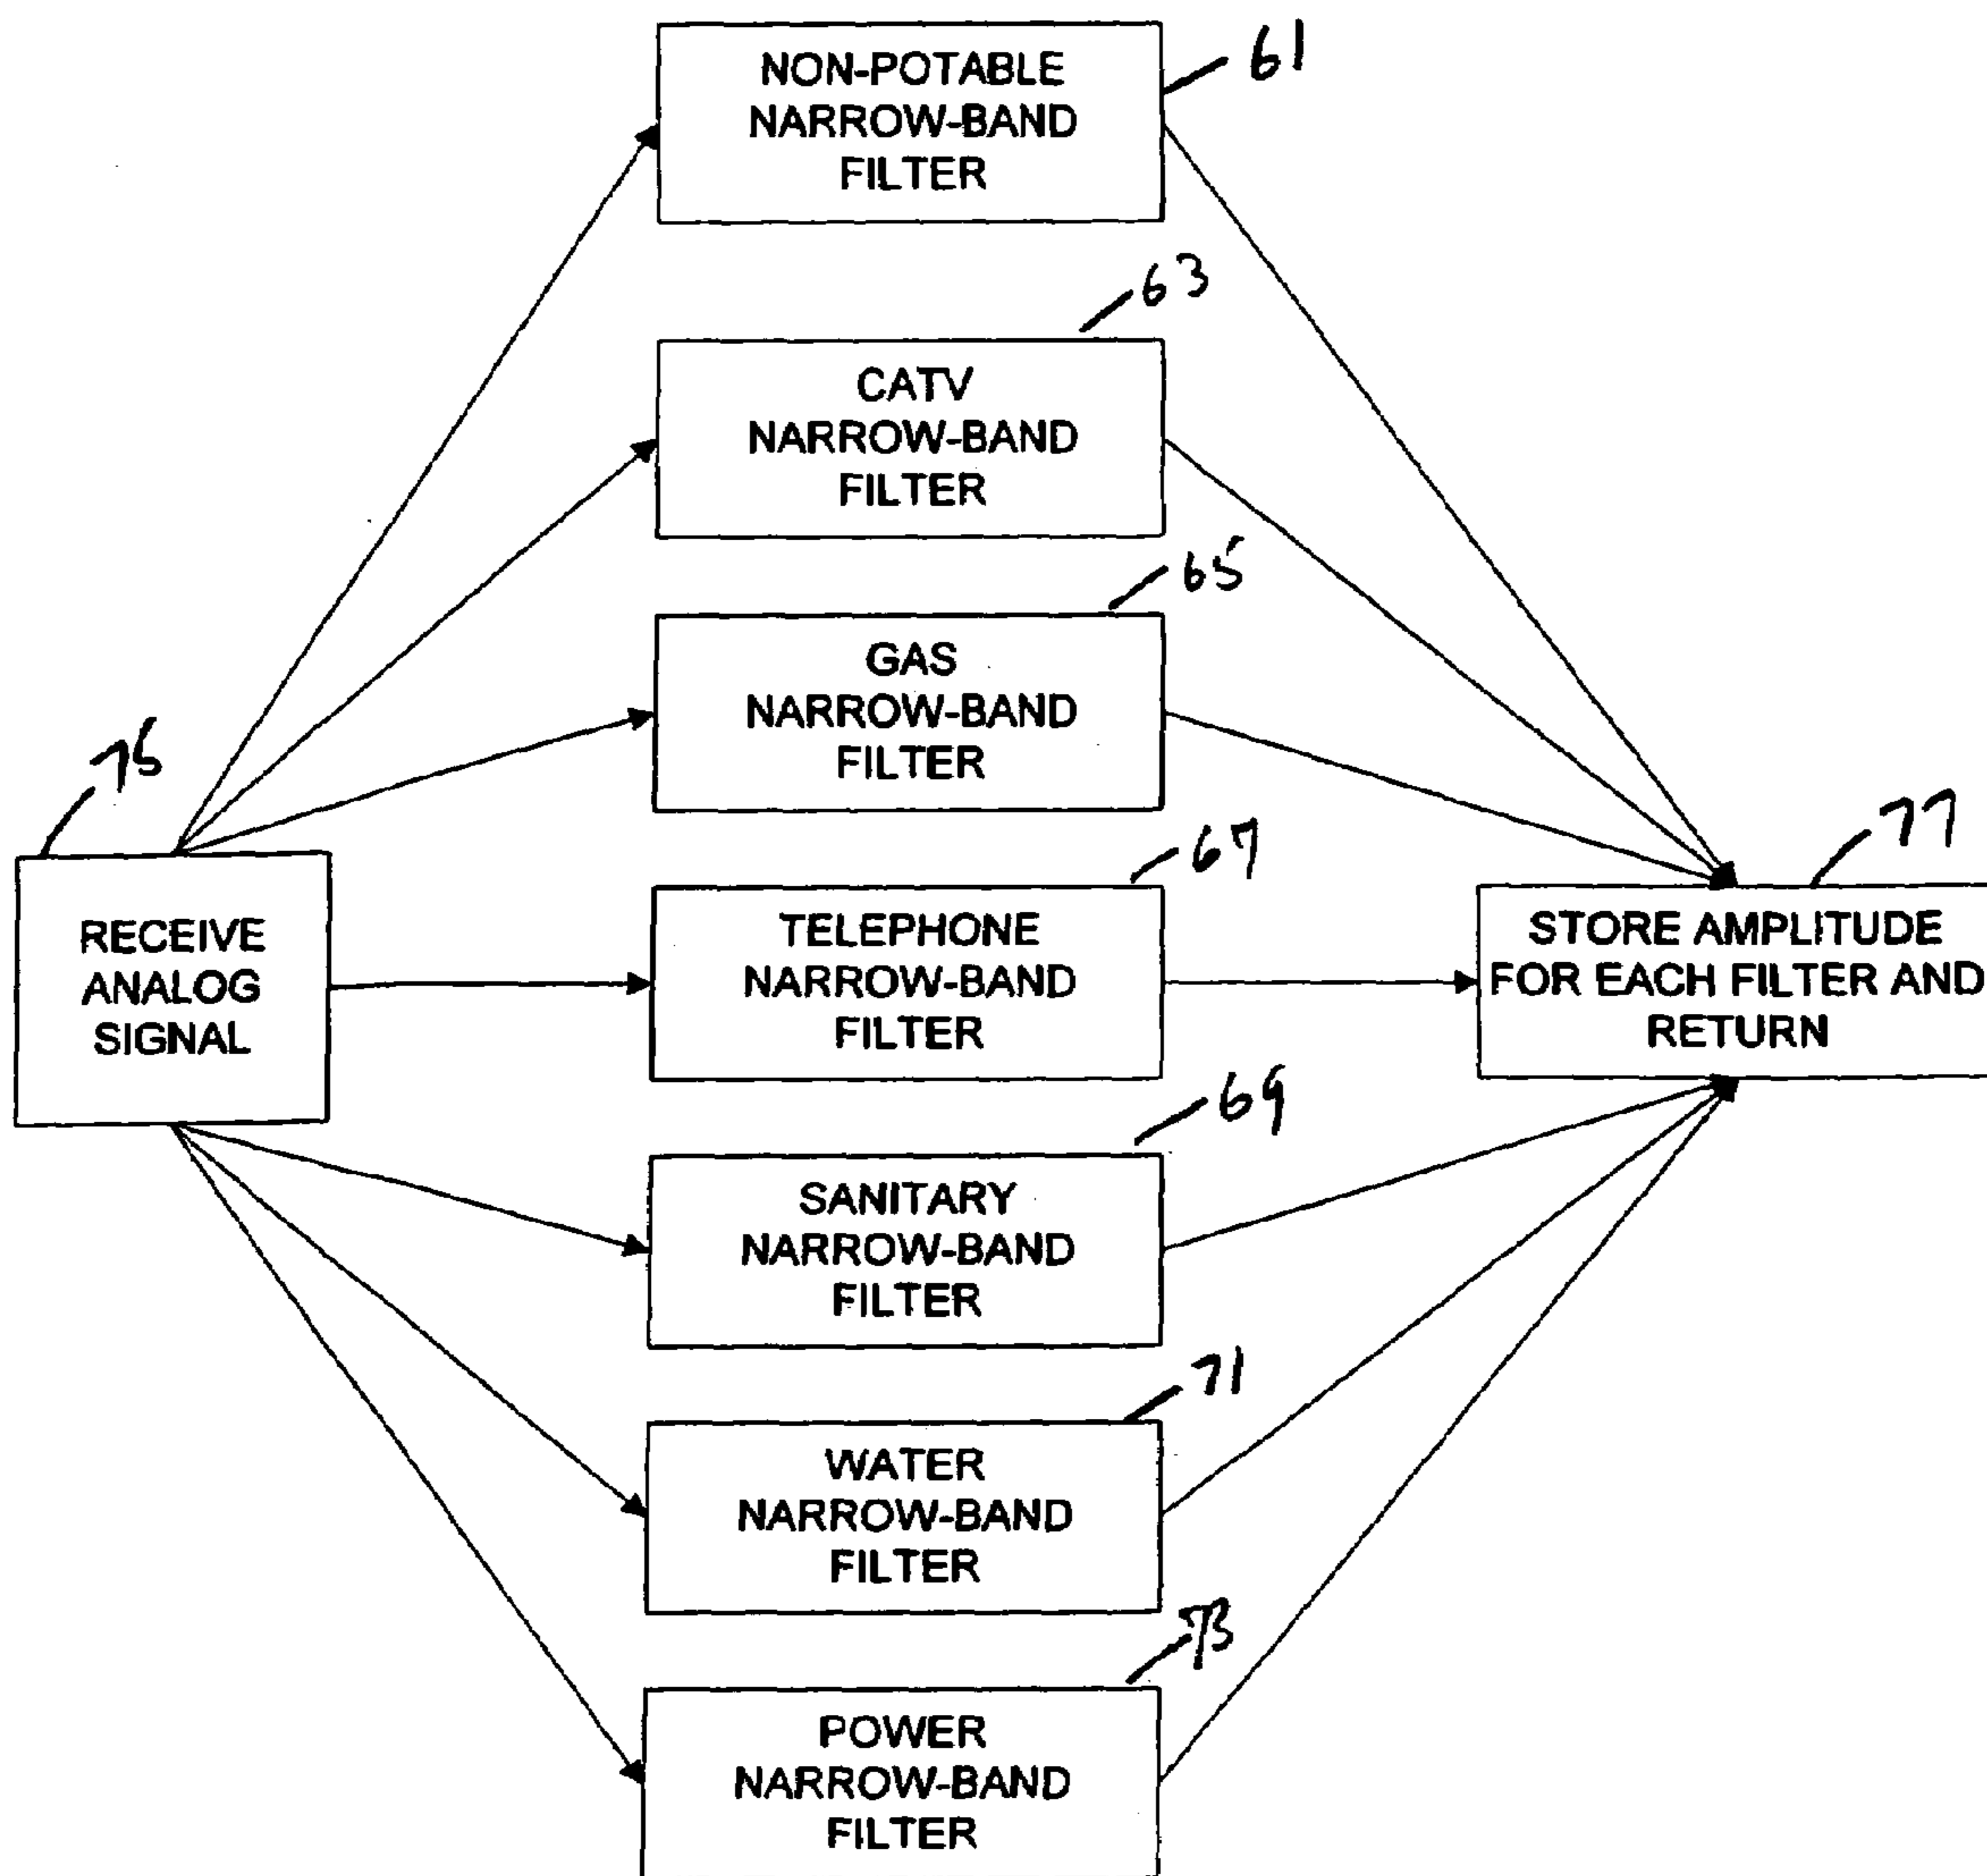 NON-POTABLE
NARROW-BAND
FILTER
61
CATV
NARROW-BAND
FILTER
63
GAS
NARROW-BAND
FILTER
65
75
RECEIVE
ANALOG
SIGNAL
TELEPHONE
NARROW-BAND
FILTER
67
77
STORE AMPLITUDE
FOR EACH FILTER AND
RETURN
SANITARY
NARROW-BAND
FILTER
69
WATER
NARROW-BAND
FILTER
71
POWER
NARROW-BAND
FILTER
73